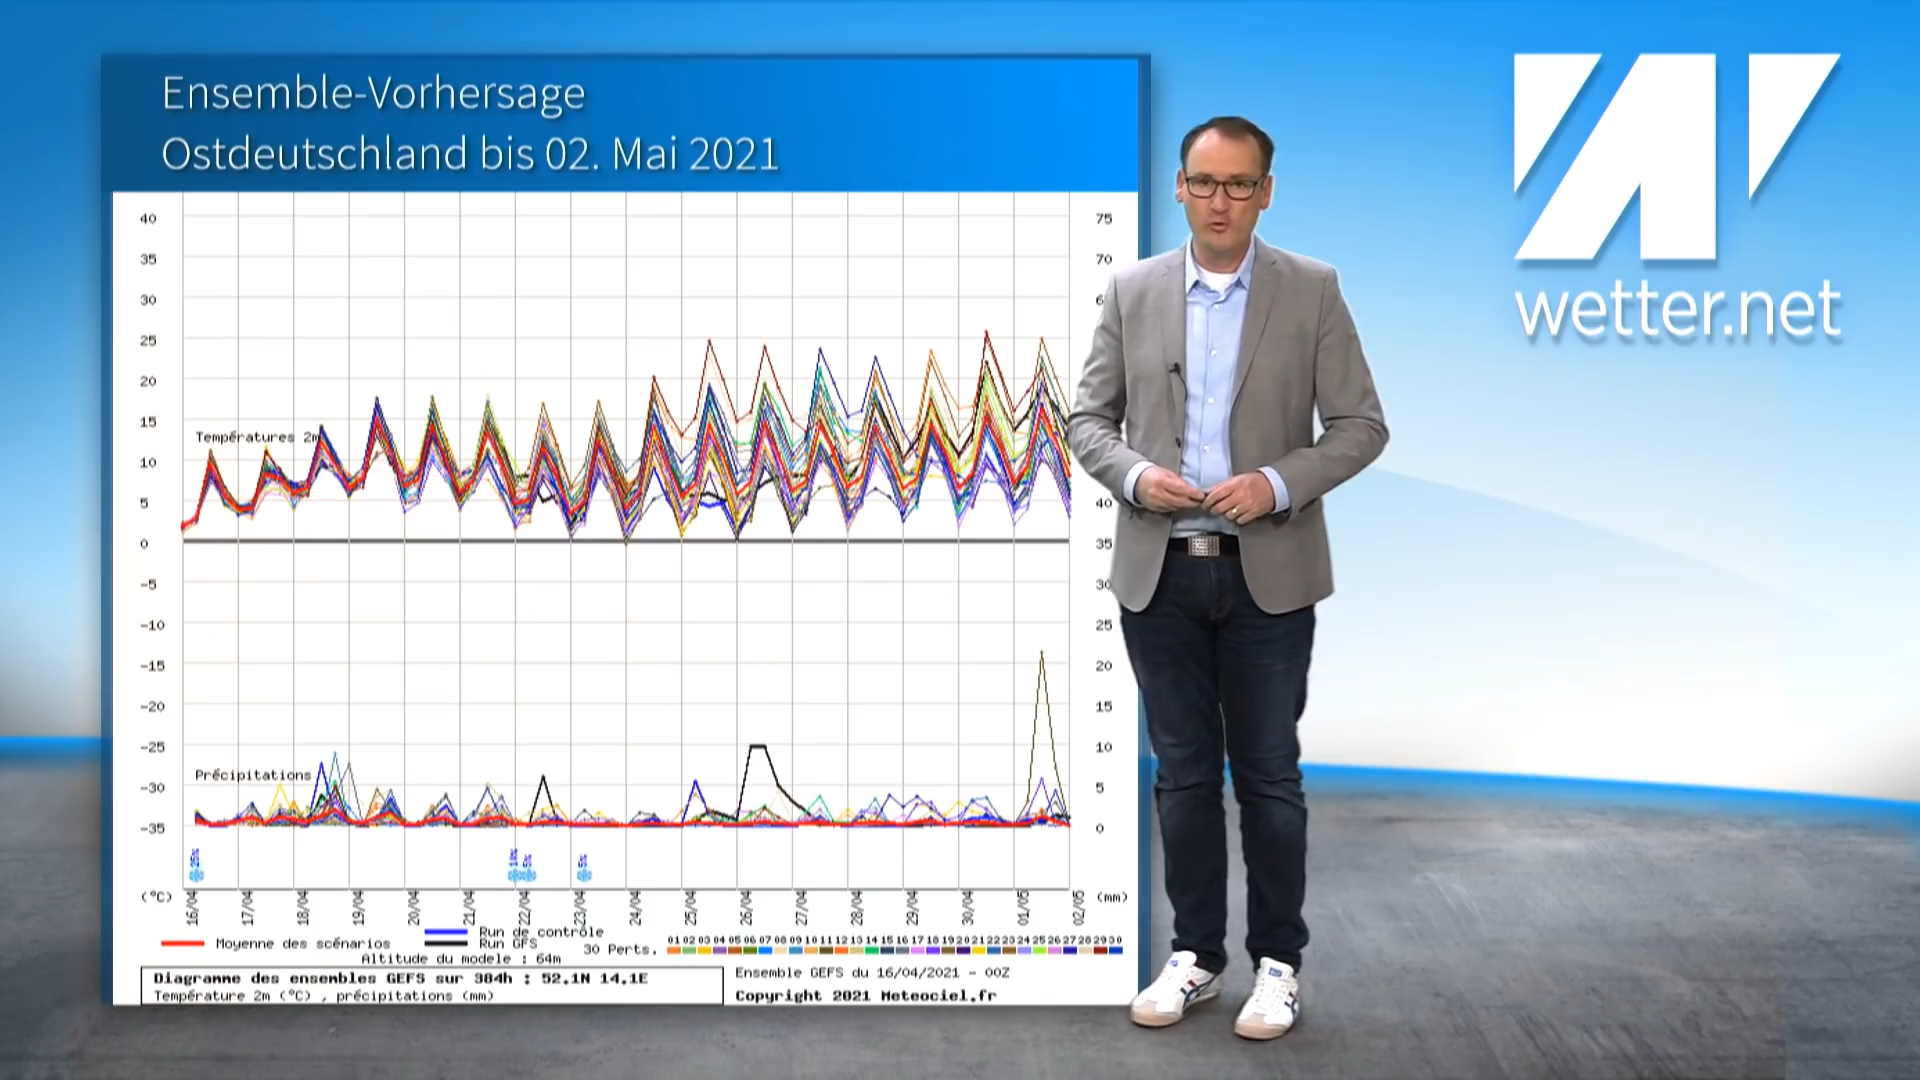 Ensemble-Vorhersage
Ostdeutschland bis 02. Mai 2021
wetter.net
40
35
30
25
20
15
10
5
0
-5
-10
-15
-20
-25
-30
-35
(°C)
75
70
40
35
30
25
20
15
10
5
0
(mm)
Températures 2m
Précipitations
25%
10%
5%
5%
16/04 17/04 18/04 19/04 20/04 21/04 22/04 23/04 24/04 25/04 26/04 27/04 28/04 29/04 30/04 01/05 02/05
Moyenne des scénarios
Run de contrôle
Run GFS
30 Perts.
01 02 03 04 05 06 07 08 09 10 11 12 13 14 15 16 17 18 19 20 21 22 23 24 25 26 27 28 29 30
Altitude du modele : 64m
Diagramme des ensembles GEFS sur 384h : 52.1N 14.1E
Température 2m (°C) , précipitations (mm)
Ensemble GEFS du 16/04/2021 - 00Z
Copyright 2021 Meteociel.fr